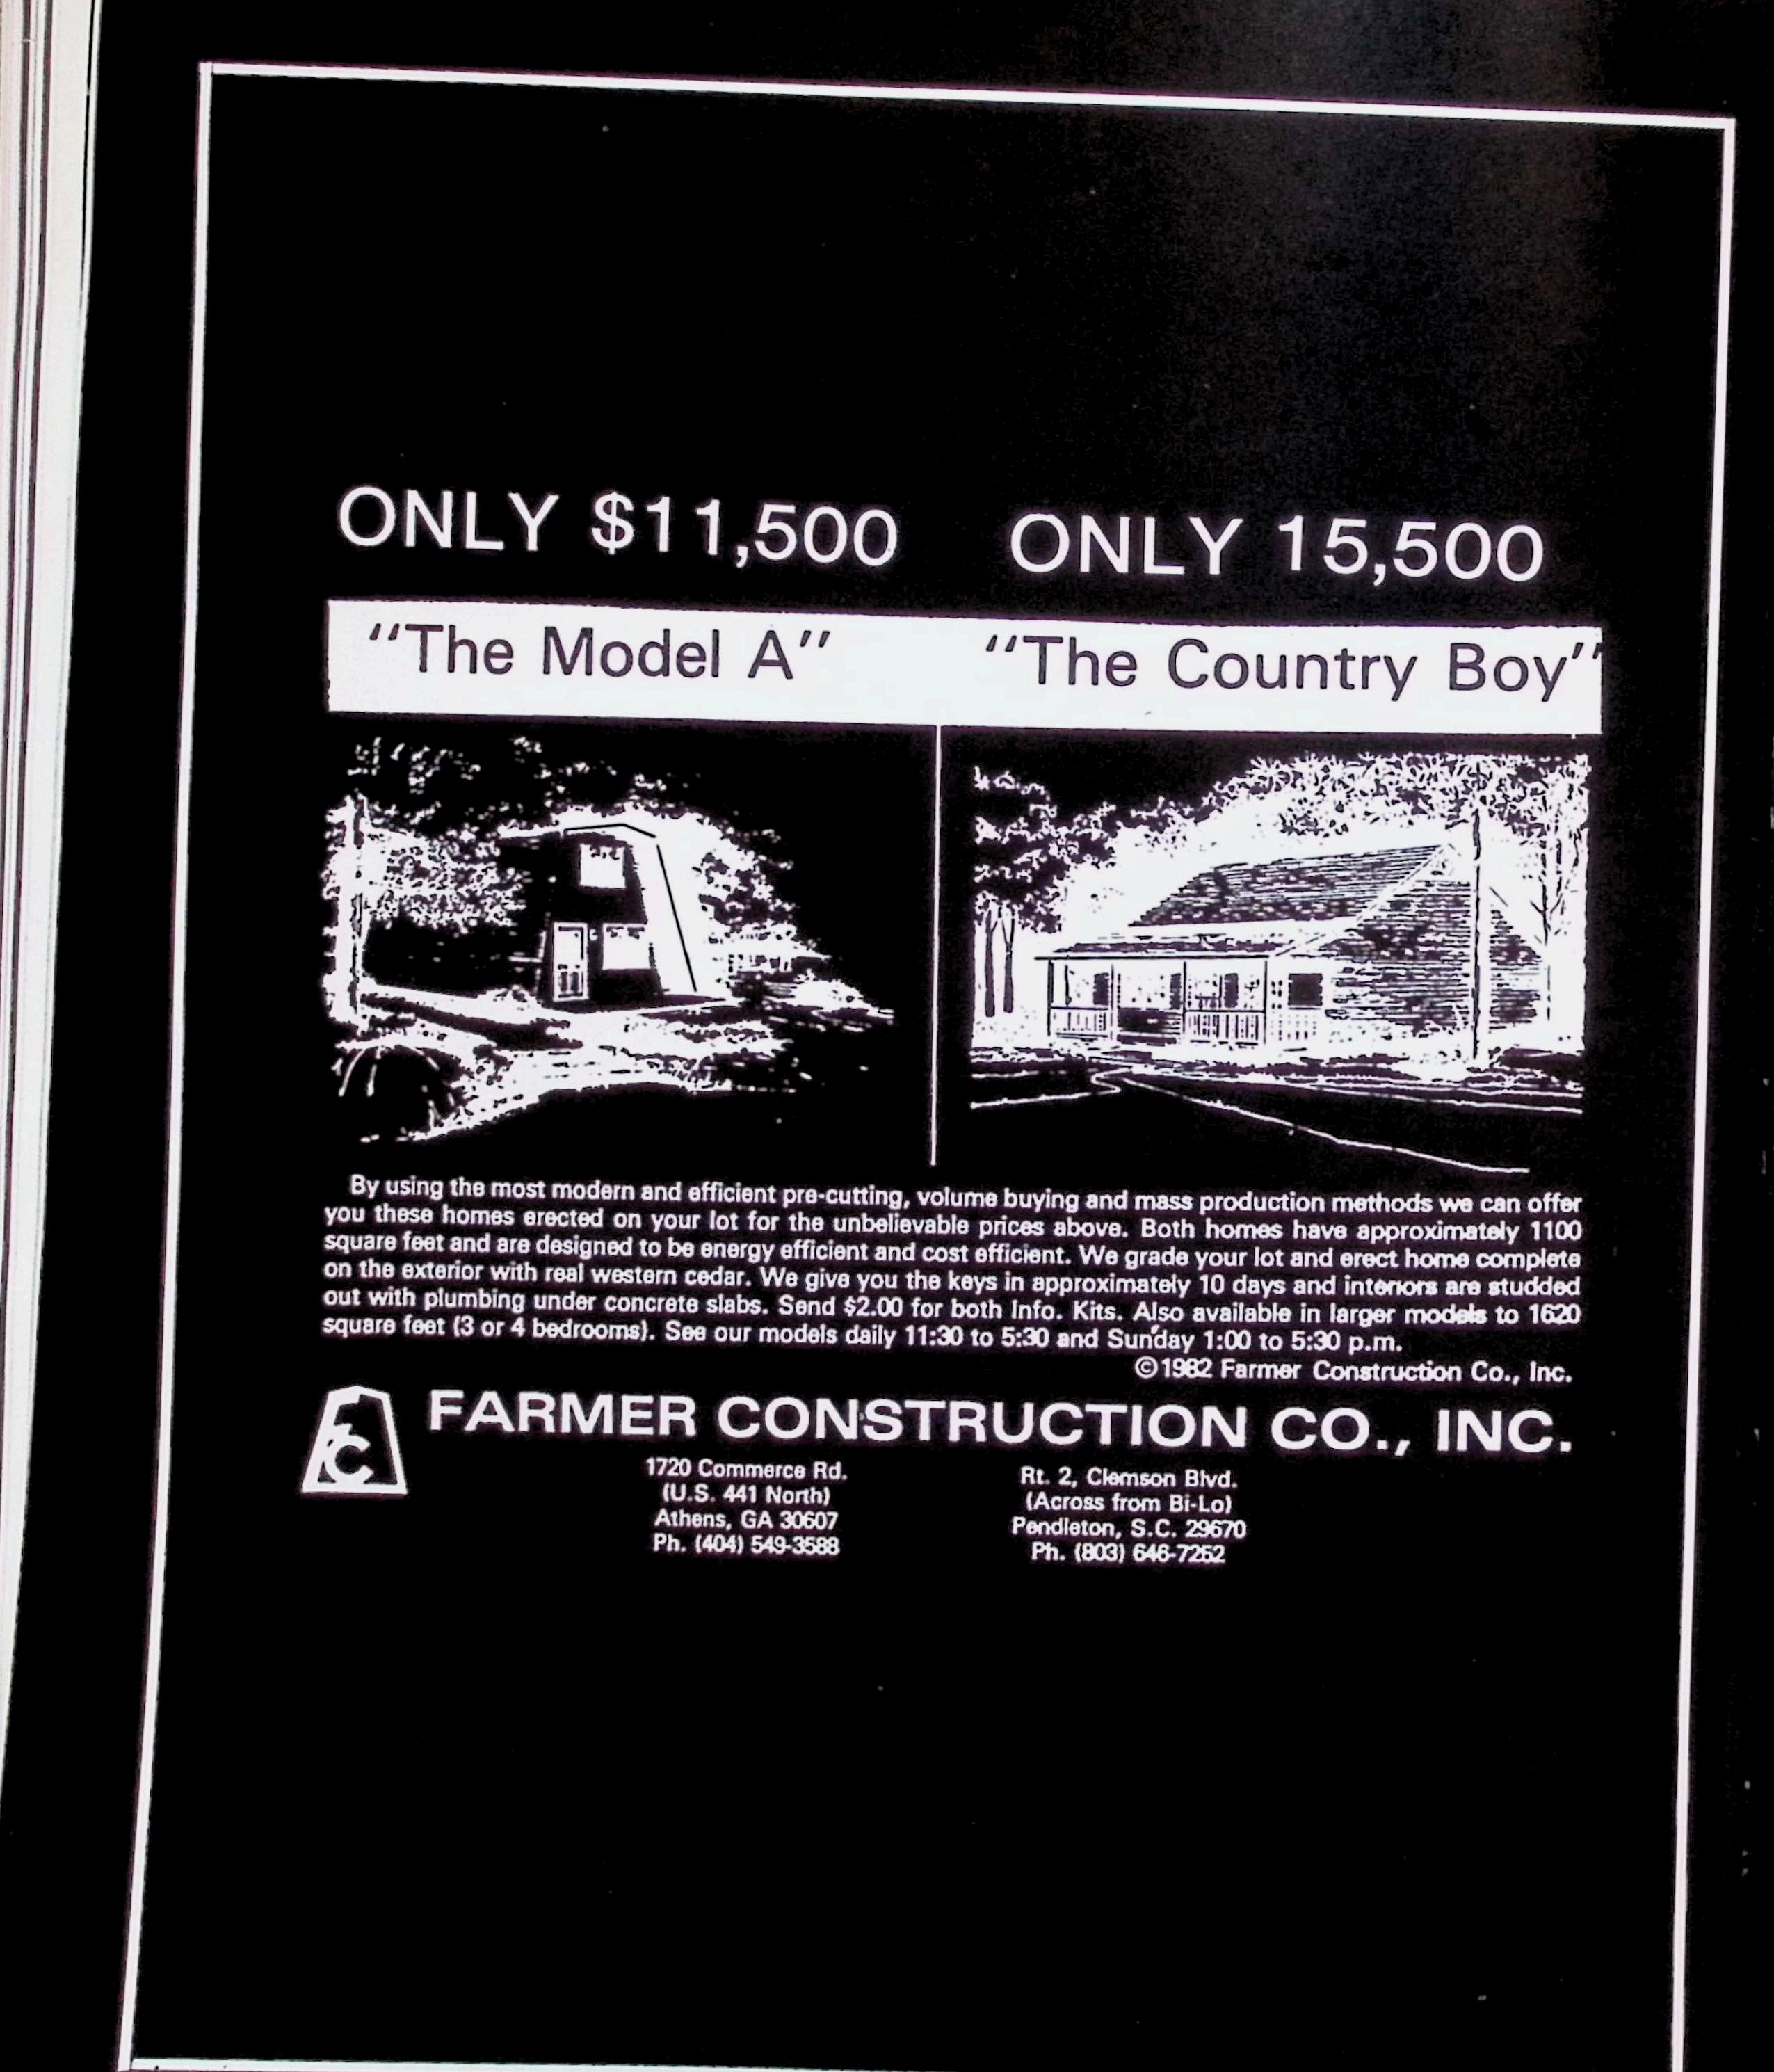 ONLY $11,500
ONLY 15,500
"The Model A"
"The Country Boy"
By using the most modern and efficient pre-cutting, volume buying and mass production methods we can offer
you these homes erected on your lot for the unbelievable prices above. Both homes have approximately 1100
square feet and are designed to be energy efficient and cost efficient. We grade your lot and erect home complete
on the exterior with real western cedar. We give you the keys in approximately 10 days and interiors are studded
out with plumbing under concrete slabs. Send $2.00 for both Info. Kits. Also available in larger models to 1620
square feet (3 or 4 bedrooms). See our models daily 11:30 to 5:30 and Sunday 1:00 to 5:30 p.m.
©1982 Farmer Construction Co., Inc.
FC
FARMER CONSTRUCTION CO., INC.
1720 Commerce Rd.
(U.S. 441 North)
Athens, GA 30607
Ph. (404) 549-3588
Rt. 2, Clemson Blvd.
(Across from Bi-Lo)
Pendleton, S.C. 29670
Ph. (803) 646-7252